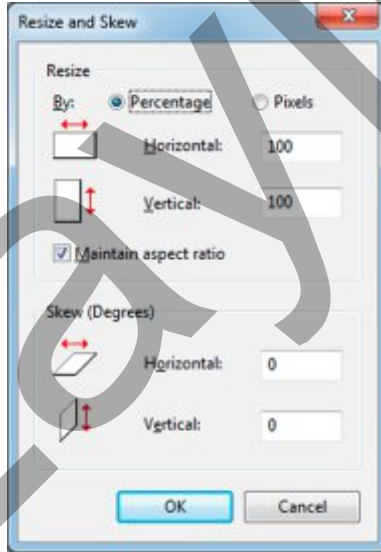 Resize and Skew
Resize
By: Percentage Pixels
Horizontal: 100
Vertical: 100
Maintain aspect ratio
Skew (Degrees)
Horizontal: 0
Vertical: 0
OK Cancel